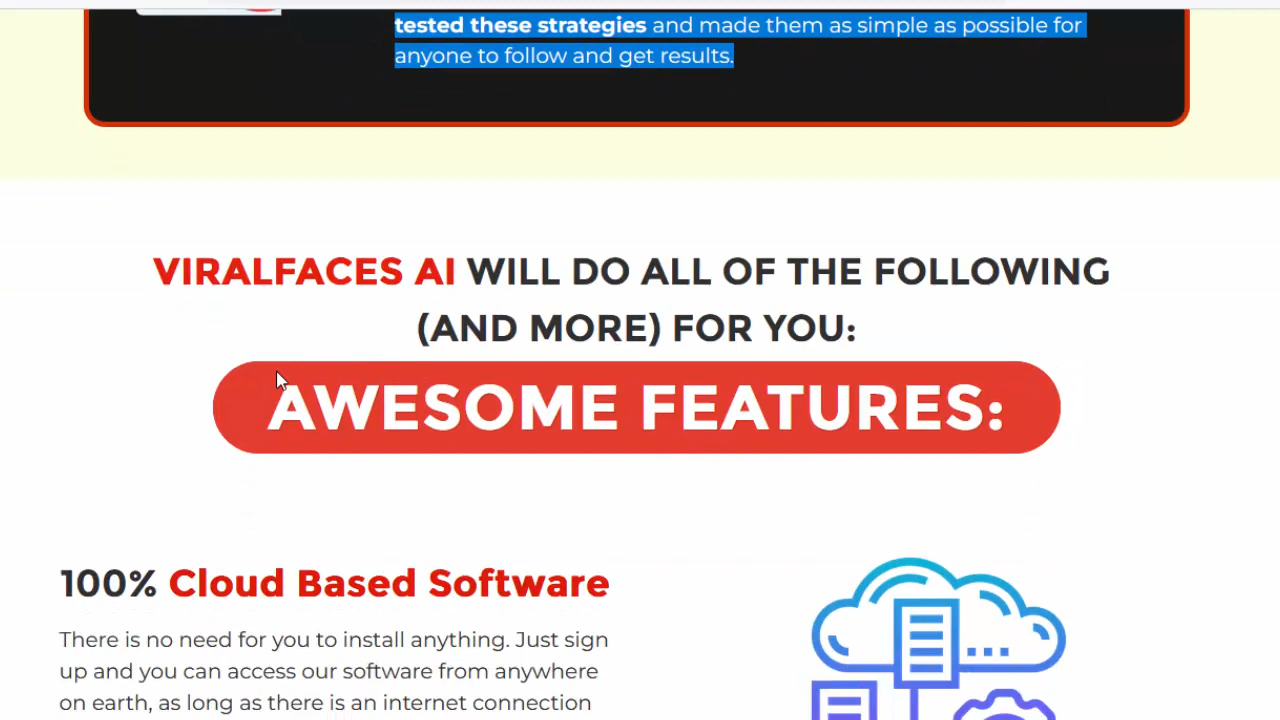 tested these strategies and made them as simple as possible for
anyone to follow and get results.
VIRALFACES AI WILL DO ALL OF THE FOLLOWING
(AND MORE) FOR YOU:
AWESOME FEATURES:
100% Cloud Based Software
There is no need for you to install anything. Just sign
up and you can access our software from anywhere
on earth, as long as there is an internet connection